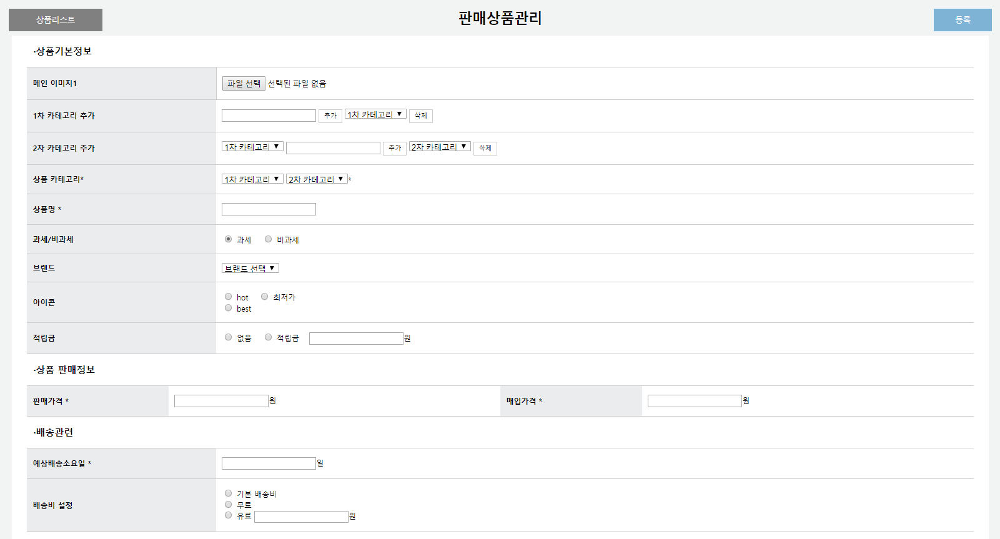 상품리스트
판매상품관리
등록
·상품기본정보
메인 이미지1
파일 선택 선택된 파일 없음
1차 카테고리 추가
추가 1차 카테고리 삭제
2차 카테고리 추가
1차 카테고리 추가 2차 카테고리 삭제
상품 카테고리*
1차 카테고리 2차 카테고리 *
상품명 *
과세/비과세
과세 비과세
브랜드
브랜드 선택
아이콘
hot 최저가
best
적립금
없음 적립금 원
·상품 판매정보
판매가격 * 원 매입가격 * 원
·배송관련
예상배송소요일 *
일
배송비 설정
기본 배송비
무료
유료 원